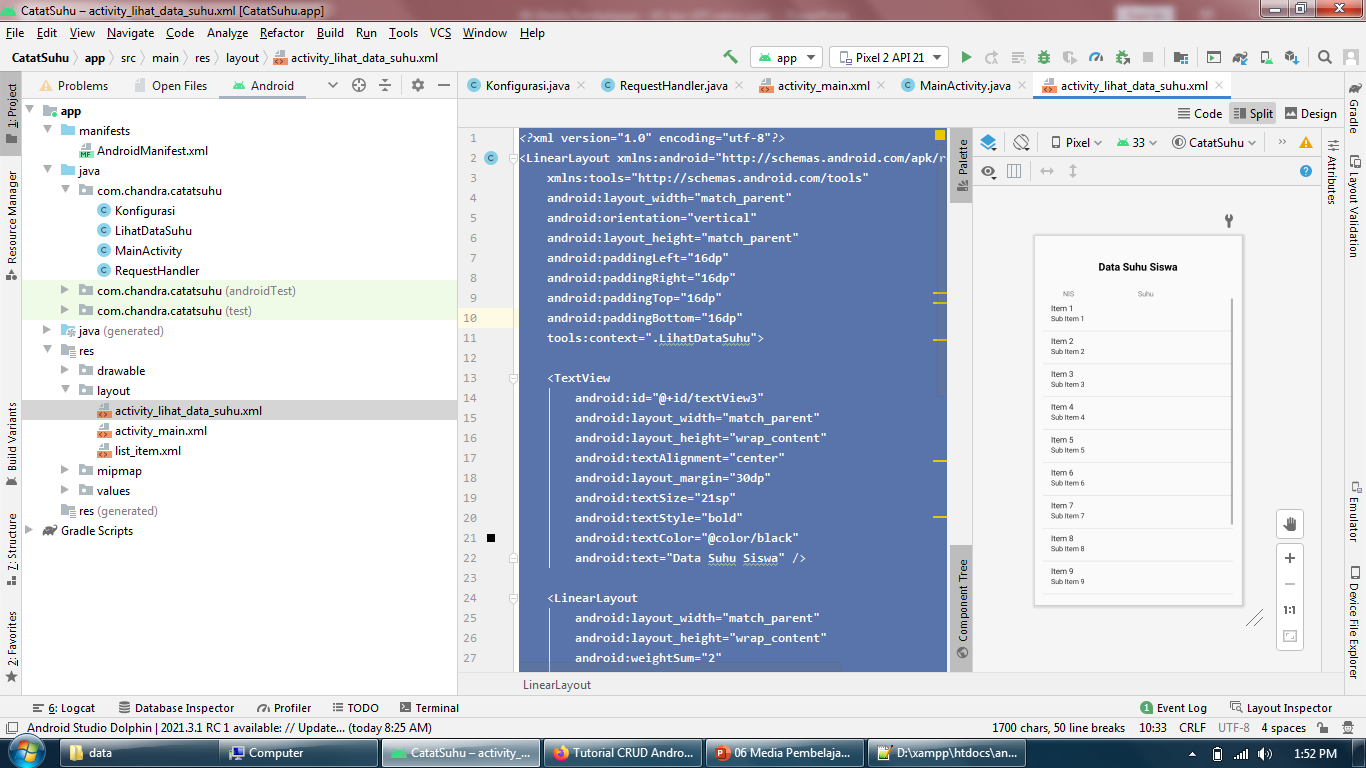 CatatSuhu – activity_lihat_data_suhu.xml [CatatSuhu.app]
File Edit View Navigate Code Analyze Refactor Build Run Tools VCS Window Help
CatatSuhu app src main res layout activity_lihat_data_suhu.xml
app
Pixel 2 API 21
Problems
Open Files
Android
Konfigurasi.java
RequestHandler.java
activity_main.xml
MainActivity.java
activity_lihat_data_suhu.xml
Code
Split
Design
1: Project
Resource Manager
Build Variants
7: Structure
2: Favorites
app
manifests
AndroidManifest.xml
java
com.chandra.catatsuhu
Konfigurasi
LihatDataSuhu
MainActivity
RequestHandler
com.chandra.catatsuhu (androidTest)
com.chandra.catatsuhu (test)
java (generated)
res
drawable
layout
activity_lihat_data_suhu.xml
activity_main.xml
list_item.xml
mipmap
values
res (generated)
Gradle Scripts
1 <?xml version="1.0" encoding="utf-8"?>
2 <LinearLayout xmlns:android="http://schemas.android.com/apk/r
3 xmlns:tools="http://schemas.android.com/tools"
4 android:layout_width="match_parent"
5 android:orientation="vertical"
6 android:layout_height="match_parent"
7 android:paddingLeft="16dp"
8 android:paddingRight="16dp"
9 android:paddingTop="16dp"
10 android:paddingBottom="16dp"
11 tools:context=".LihatDataSuhu">
12
13 <TextView
14 android:id="@+id/textView3"
15 android:layout_width="match_parent"
16 android:layout_height="wrap_content"
17 android:textAlignment="center"
18 android:layout_margin="30dp"
19 android:textSize="21sp"
20 android:textStyle="bold"
21 android:textColor="@color/black"
22 android:text="Data Suhu Siswa" />
23
24 <LinearLayout
25 android:layout_width="match_parent"
26 android:layout_height="wrap_content"
27 android:weightSum="2"
LinearLayout
Palette
Component Tree
Pixel
33
CatatSuhu
Data Suhu Siswa
NIS Suhu
Item 1
Sub Item 1
Item 2
Sub Item 2
Item 3
Sub Item 3
Item 4
Sub Item 4
Item 5
Sub Item 5
Item 6
Sub Item 6
Item 7
Sub Item 7
Item 8
Sub Item 8
Item 9
Sub Item 9
1:1
Attributes
Gradle
Layout Validation
Emulator
Device File Explorer
6: Logcat
Database Inspector
Profiler
TODO
Terminal
1 Event Log
Layout Inspector
Android Studio Dolphin | 2021.3.1 RC 1 available: // Update... (today 8:25 AM)
1700 chars, 50 line breaks 10:33 CRLF UTF-8 4 spaces
data
Computer
CatatSuhu – activity_...
Tutorial CRUD Andro...
06 Media Pembelaja...
D:\xampp\htdocs\an...
1:52 PM